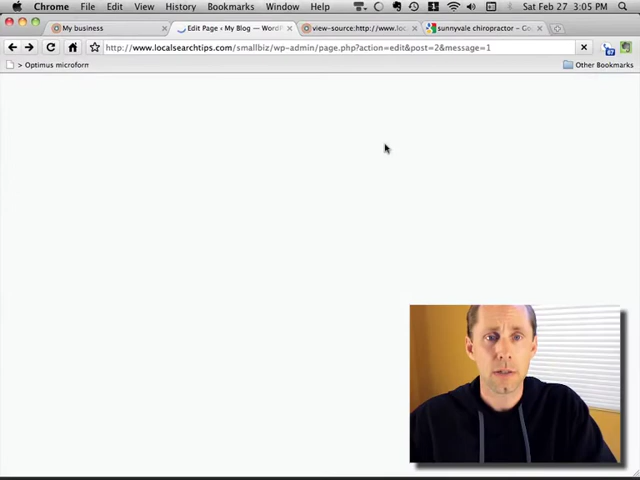 Chrome File Edit View History Bookmarks Window Help Sat Feb 27 3:05 PM
My business Edit Page ‹ My Blog — WordP view-source:http://www.loc sunnyvale chiropractor – Go
http://www.localsearchtips.com/smallbiz/wp-admin/page.php?action=edit&post=2&message=1
> Optimus microform Other Bookmarks